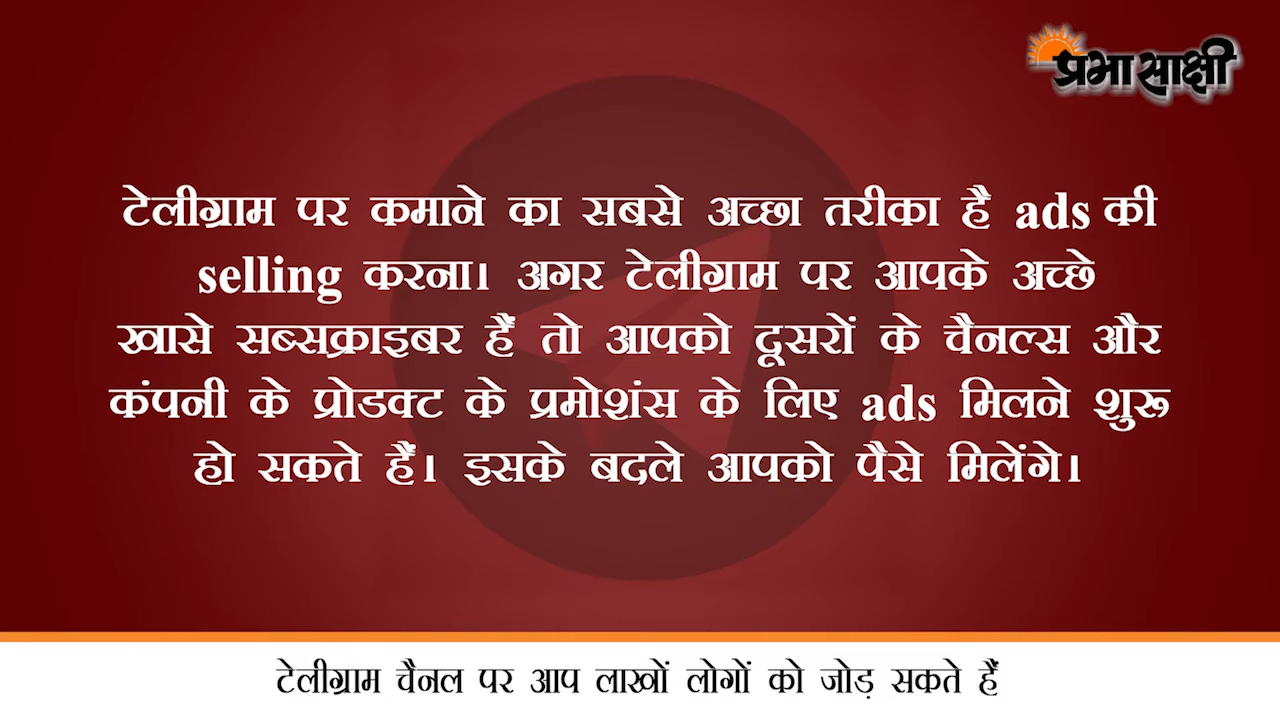 प्रभासाक्षी
टेलीग्राम पर कमाने का सबसे अच्छा तरीका है ads की
selling करना। अगर टेलीग्राम पर आपके अच्छे
खासे सब्सक्राइबर हैं तो आपको दूसरों के चैनल्स और
कंपनी के प्रोडक्ट के प्रमोशंस के लिए ads मिलने शुरू
हो सकते हैं। इसके बदले आपको पैसे मिलेंगे।
टेलीग्राम चैनल पर आप लाखों लोगों को जोड़ सकते हैं